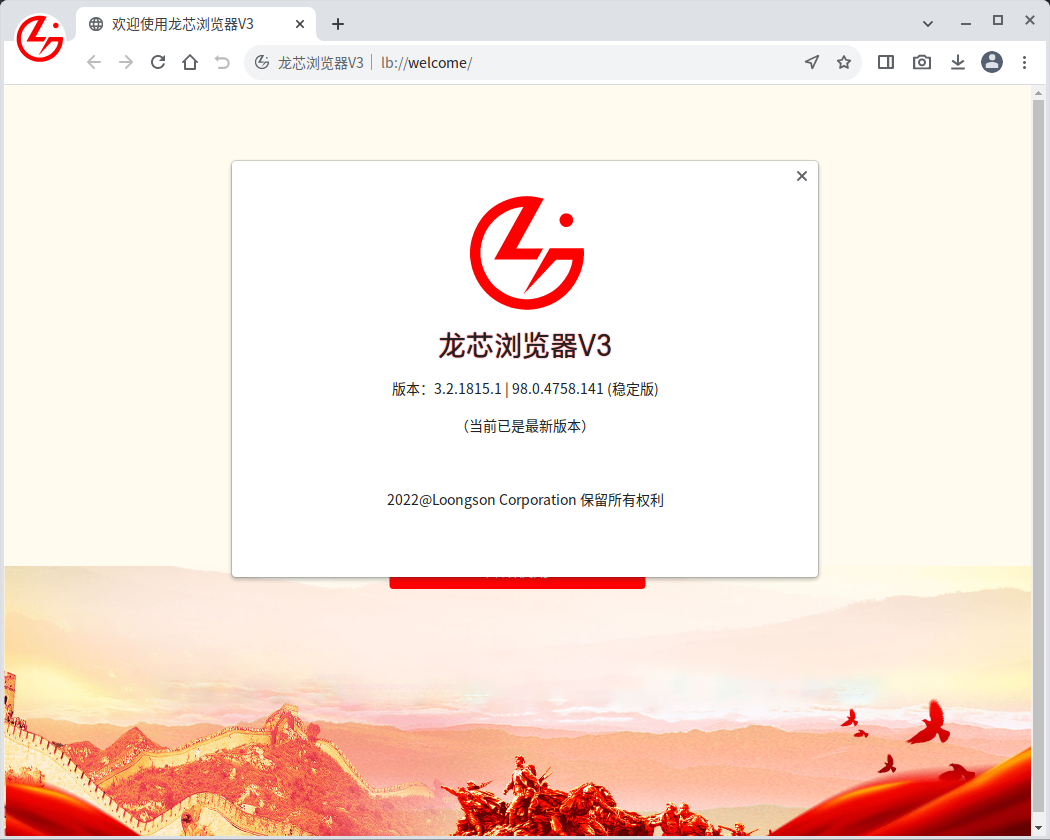 欢迎使用龙芯浏览器V3
龙芯浏览器V3 | lb://welcome/
龙芯浏览器V3
版本：3.2.1815.1 | 98.0.4758.141 (稳定版)
（当前已是最新版本）
2022@Loongson Corporation 保留所有权利